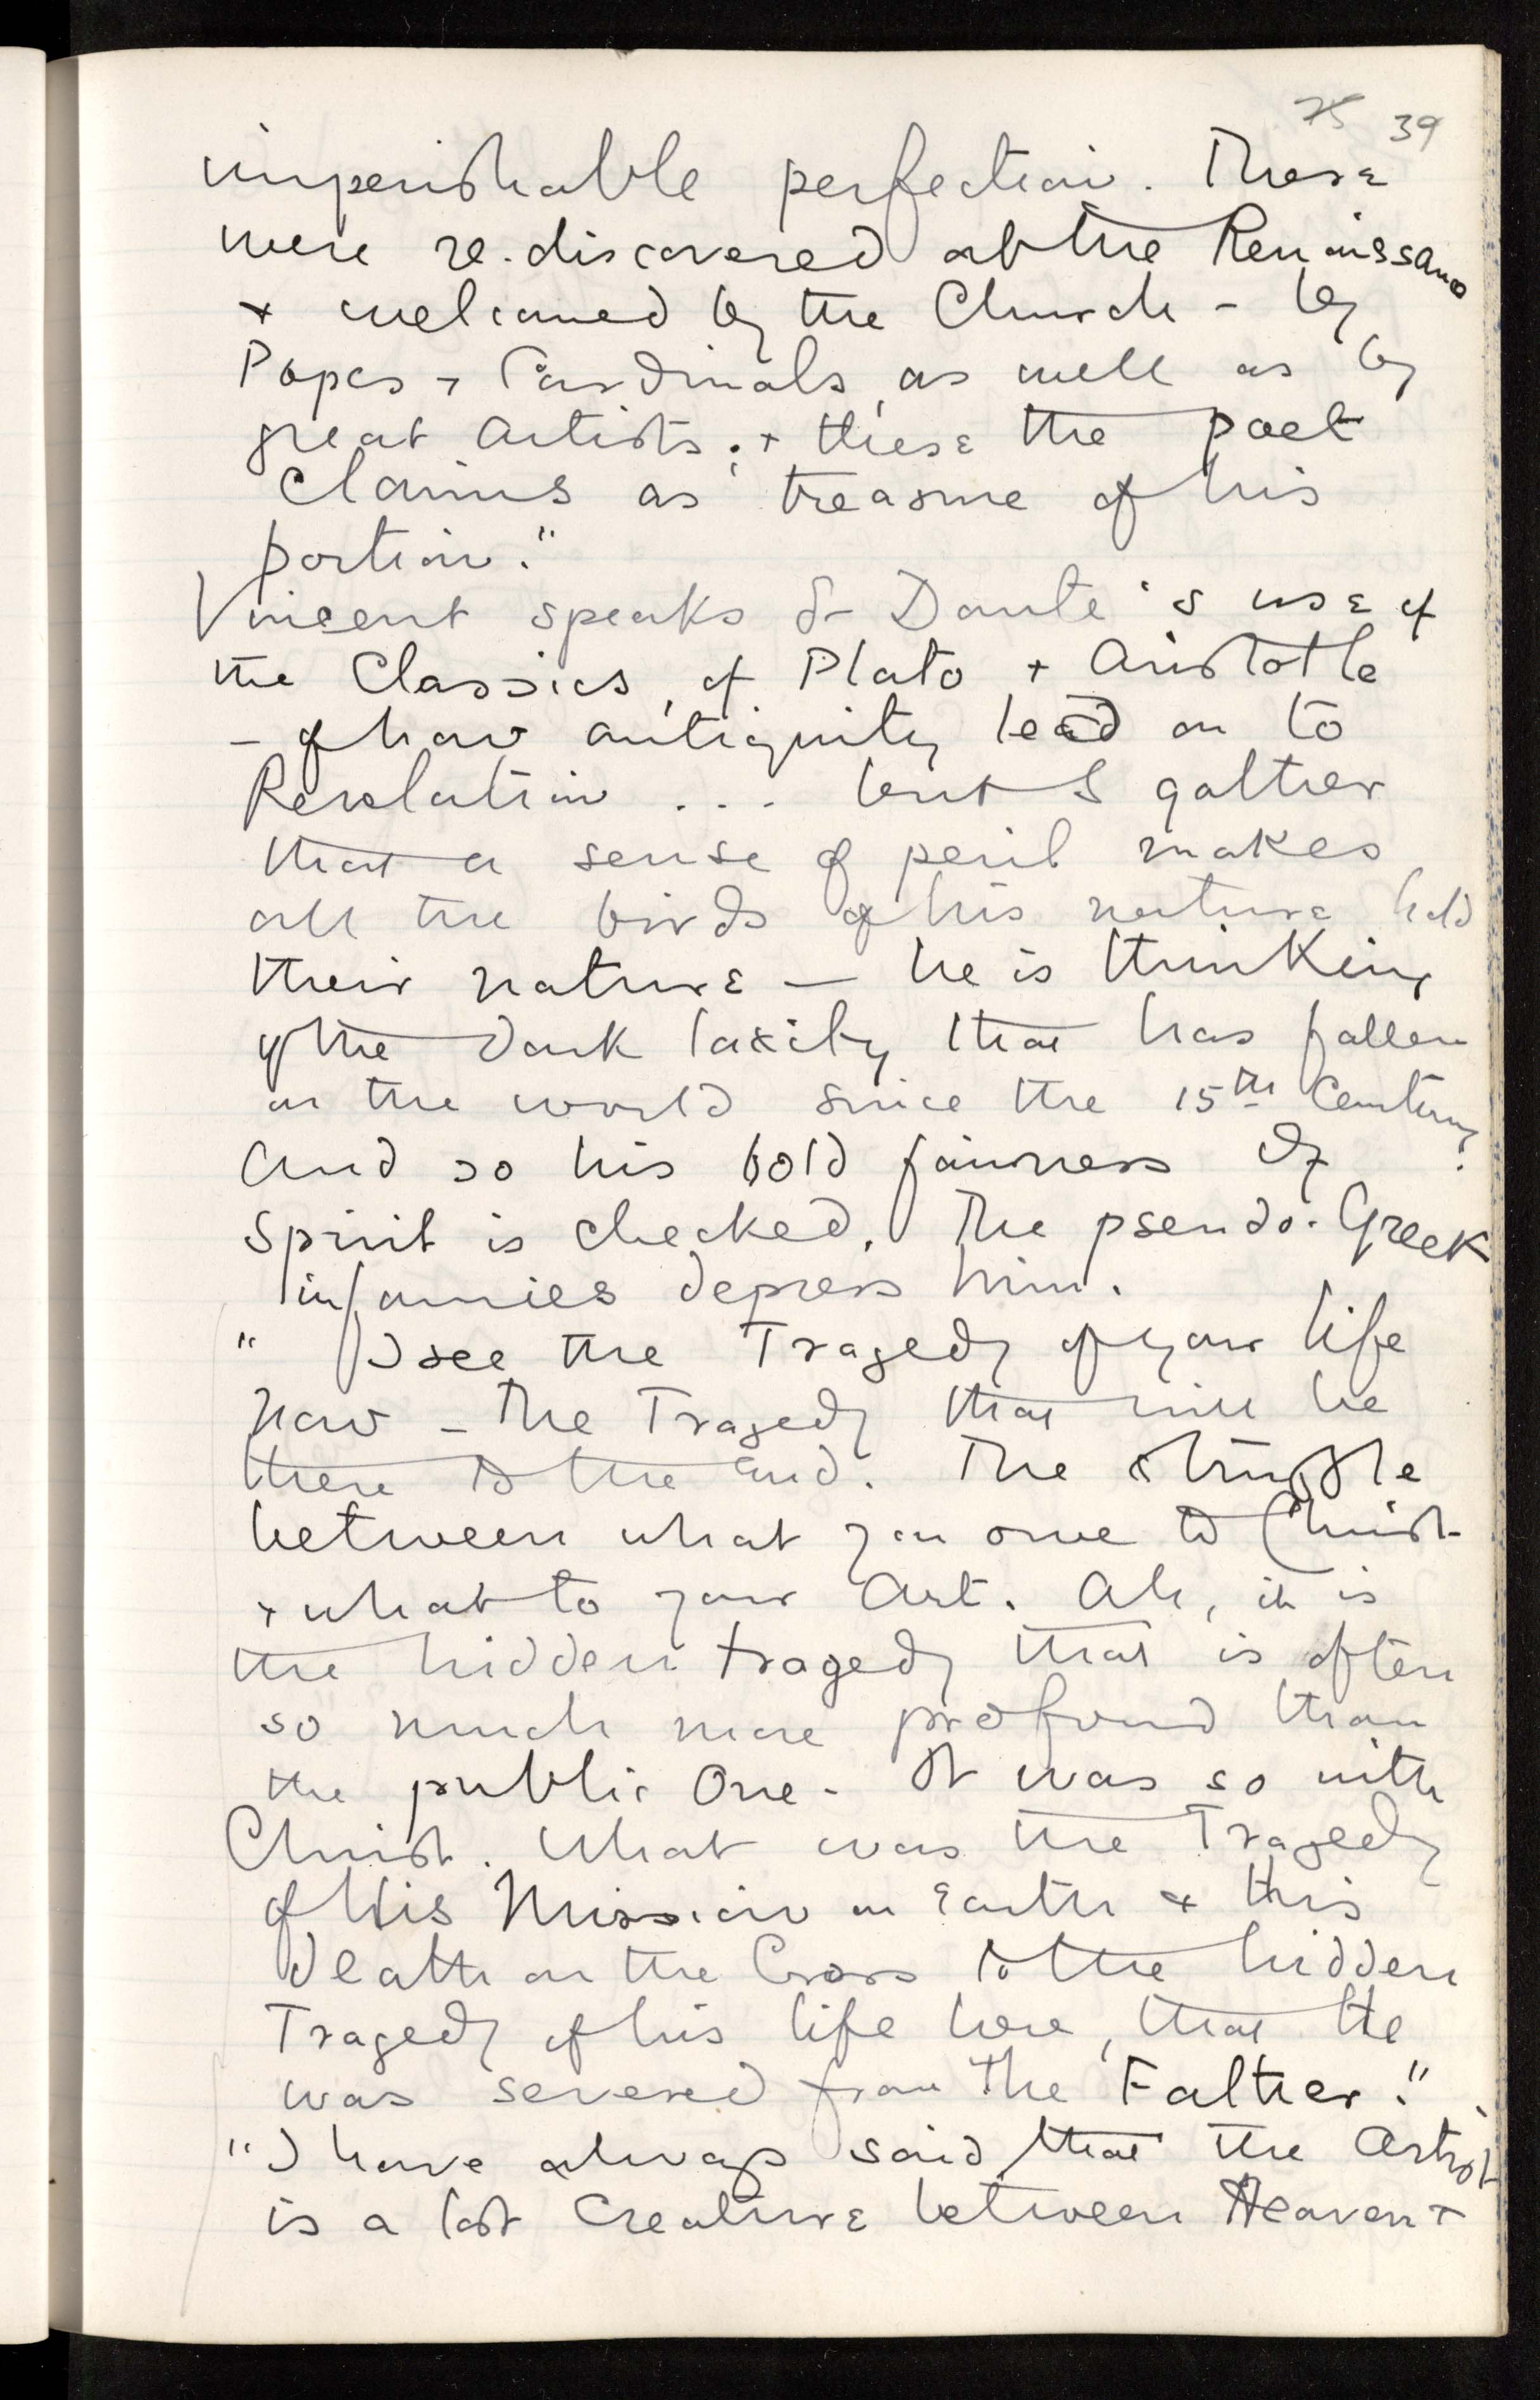 75 39
imperishable perfection. These
were re-discovered at the Renaissance
+ welcomed by the Church - by
Popes + Cardinals, as well as by
great Artists. + these the poet
claims as treasure of his
portion."
Vincent speaks of Dante's use of
the Classics, of Plato + Aristotle
- of how antiquity lead on to
Revelation . . . but I gather
that a sense of peril makes
all the birds of his nature hold
their nature — he is thinking
of the dark laxity that has fallen
on the world since the 15th Century.
And so his bold fairness of
spirit is checked. The pseudo-Greek
infamies depress him.
" I see the Tragedy of your life
now - the Tragedy that will be
there to the end. The struggle
between what you owe to Christ
+ what to your Art. Ah, it is
the hidden tragedy that is often
so much more profound than
the public One. It was so with
Christ. What was the Tragedy
of His Mission on Earth + this
Death on the Cross to the hidden
Tragedy of his life here, that He
was severed from the Father."
"I have always said that the Artist
is a lost Creature between Heaven +